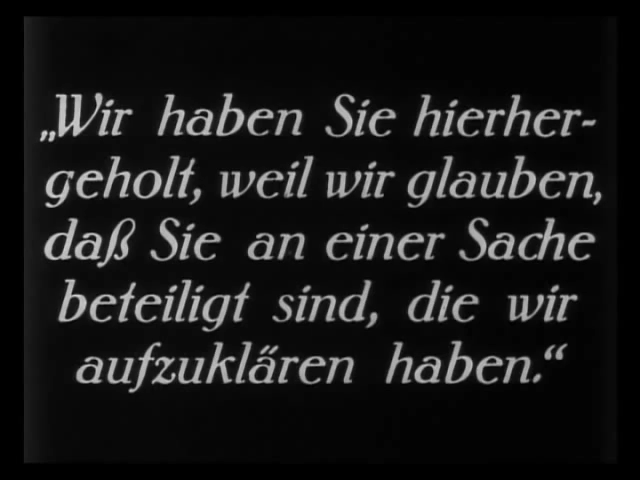 „Wir haben Sie hierher-
geholt, weil wir glauben,
daß Sie an einer Sache
beteiligt sind, die wir
aufzuklären haben.“